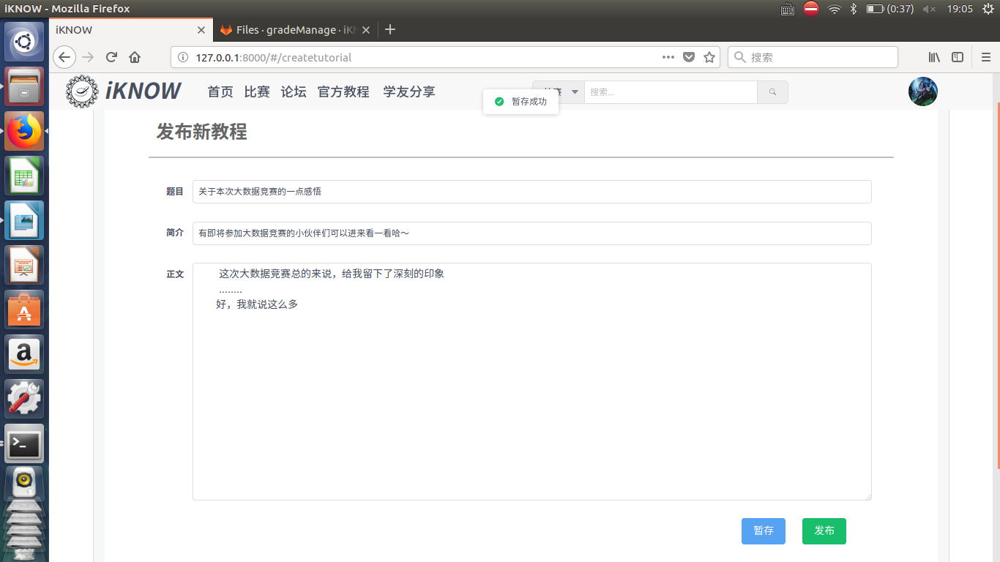 iKNOW - Mozilla Firefox
(0:37)
19:05
iKNOW
Files · gradeManage · iKN
127.0.0.1:8000/#/createtutorial
搜索
iKNOW
首页 比赛 论坛 官方教程 学友分享
搜索...
暂存成功
发布新教程
题目
关于本次大数据竞赛的一点感悟
简介
有即将参加大数据竞赛的小伙伴们可以进来看一看哈~
正文
这次大数据竞赛总的来说，给我留下了深刻的印象
........
好，我就说这么多
暂存
发布